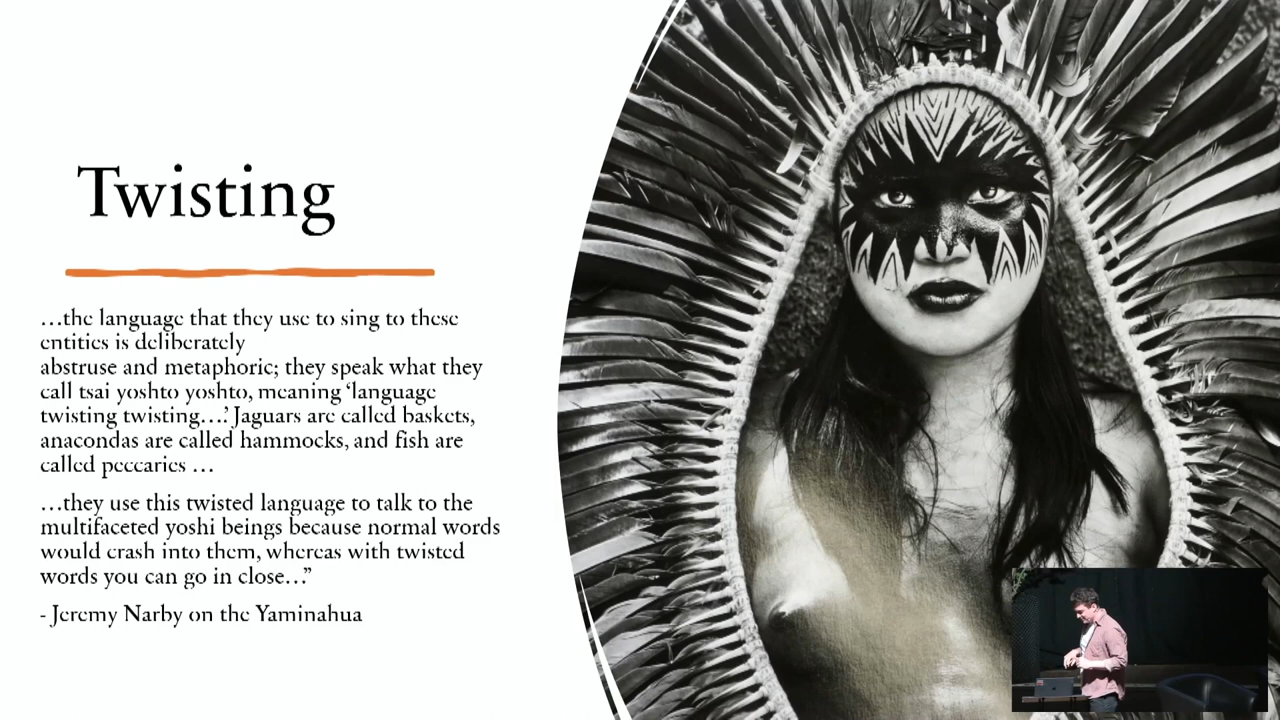 Twisting
…the language that they use to sing to these
entities is deliberately
abstruse and metaphoric; they speak what they
call tsai yoshto yoshto, meaning ‘language
twisting twisting….’ Jaguars are called baskets,
anacondas are called hammocks, and fish are
called peccaries …
…they use this twisted language to talk to the
multifaceted yoshi beings because normal words
would crash into them, whereas with twisted
words you can go in close…”
- Jeremy Narby on the Yaminahua